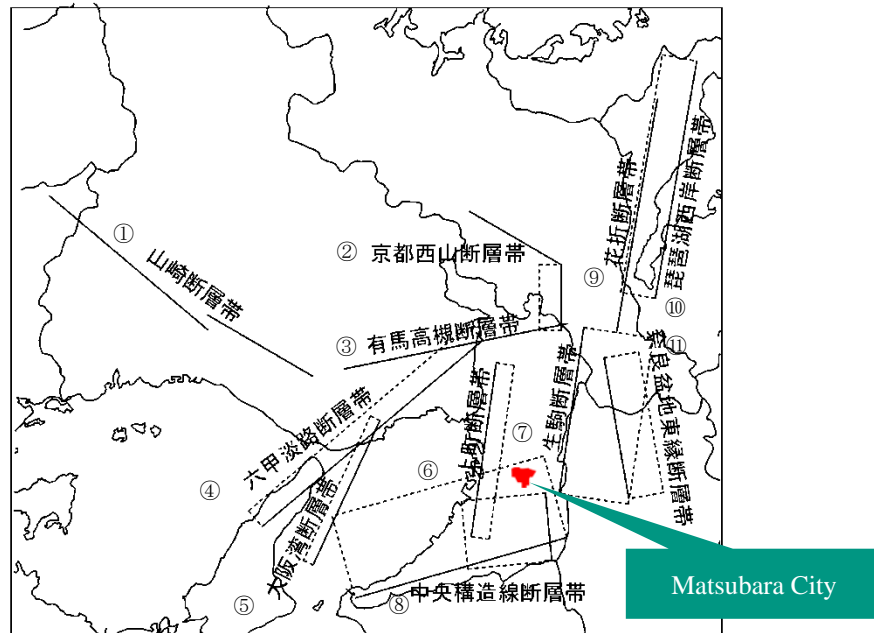 ①
山崎断層帯
②
京都西山断層帯
③
有馬高槻断層帯
④
六甲淡路断層帯
⑤
大阪湾断層帯
⑥
上町断層帯
⑦
生駒断層帯
⑧
中央構造線断層帯
⑨
花折断層帯
⑩
琵琶湖西岸断層帯
⑪
奈良盆地東縁断層帯
Matsubara City